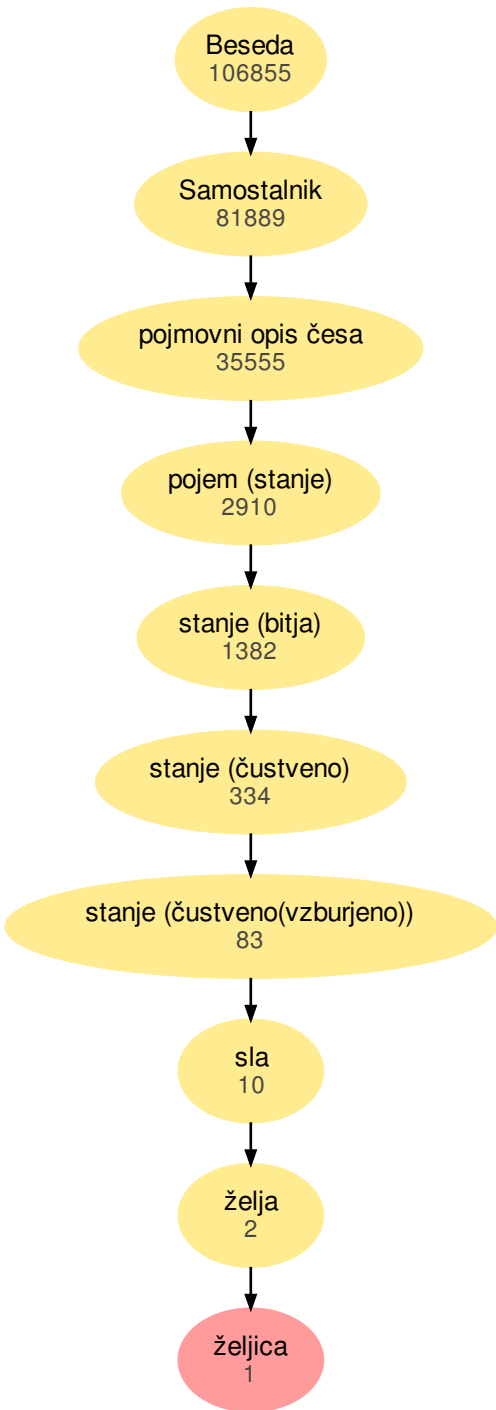 Beseda
106855
Samostalnik
81889
pojmovni opis česa
35555
pojem (stanje)
2910
stanje (bitja)
1382
stanje (čustveno)
334
stanje (čustveno(vzburjeno))
83
sla
10
želja
2
željica
1